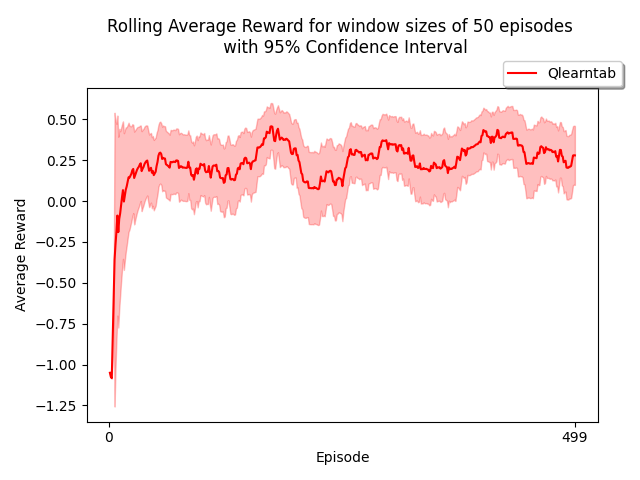 Rolling Average Reward for window sizes of 50 episodes
with 95% Confidence Interval
Qlearntab
0.50
0.25
0.00
−0.25
−0.50
−0.75
−1.00
−1.25
Average Reward
0
499
Episode